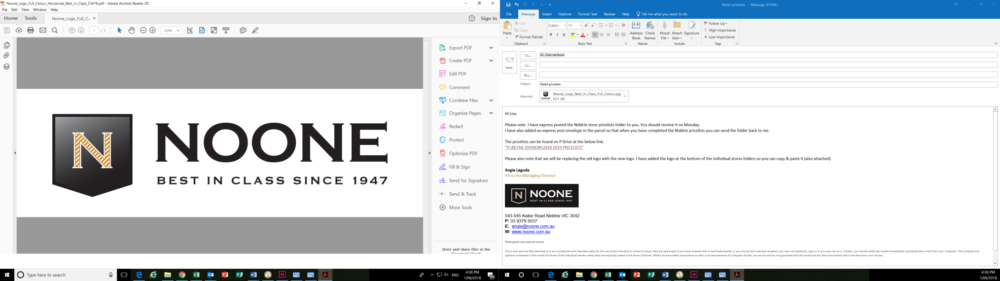 Noone_Logo_Full_Colour_Horizontal_Best_in_Class_CMYK.pdf - Adobe Acrobat Reader DC
File Edit View Window Help
Home Tools Noone_Logo_Full_C... ×
Sign In
1 / 1 122%
Export PDF
Create PDF
Edit PDF
Comment
Combine Files
Organize Pages
Redact
Protect
Optimize PDF
Fill & Sign
Send for Signature
Send & Track
More Tools
Store and share files in the
Document Cloud
N NOONE
BEST IN CLASS SINCE 1947
Type here to search
ENG
4:38 PM
1/06/2018
20
Retail pricelists - Message (HTML)
File Message Insert Options Format Text Review Help Tell me what you want to do
Paste
Cut
Copy
Format Painter
Clipboard
Calibri 11
B I U
Basic Text
Address Book
Check Names
Names
Attach File
Attach Item
Signature
Include
Follow Up
High Importance
Low Importance
Tags
Send
To... EC Warrnambool;
Cc...
Bcc...
Subject Retail pricelists
Attached Noone_Logo_Best_in_Class_Full_Colour.jpg
601 KB
Hi Lisa
Please note I have express posted the Niddrie store pricelists folder to you. You should receive it on Monday.
I have also added an express post envelope in the parcel so that when you have completed the Niddrie pricelists you can send the folder back to me.
The pricelists can be found on P Drive at the below link;
"P:\RETAIL DIVISION\2018 2019 PRICELISTS"
Please also note that we will be replacing the old logo with the new logo. I have added the logo at the bottom of the individual stores folders so you can copy & paste it (also attached)
Angie Laguda
PA to the Managing Director
N NOONE
BEST IN CLASS SINCE 1947
543-545 Keilor Road Niddrie VIC 3042
P: 03 9379 5037
E: angie@noone.com.au
W: www.noone.com.au
Think green and read on-screen
This e-mail and any files attached to it are confidential and intended solely for the use of the individual or entity to whom they are addressed. If you have received this e-mail inadvertently or you are not the intended recipient, you may not distribute, copy or in any way rely on it. Further, you should notify the sender immediately and delete the e-mail from your computer. The contents and
opinions contained in this e-mail are those of the individual sender unless they are expressly stated to be those of Noone. Whilst we have taken precautions to alert us to the presence of computer viruses, we cannot and do not guarantee that this email and any files transmitted with it are free from such viruses.
4:38 PM
1/06/2018